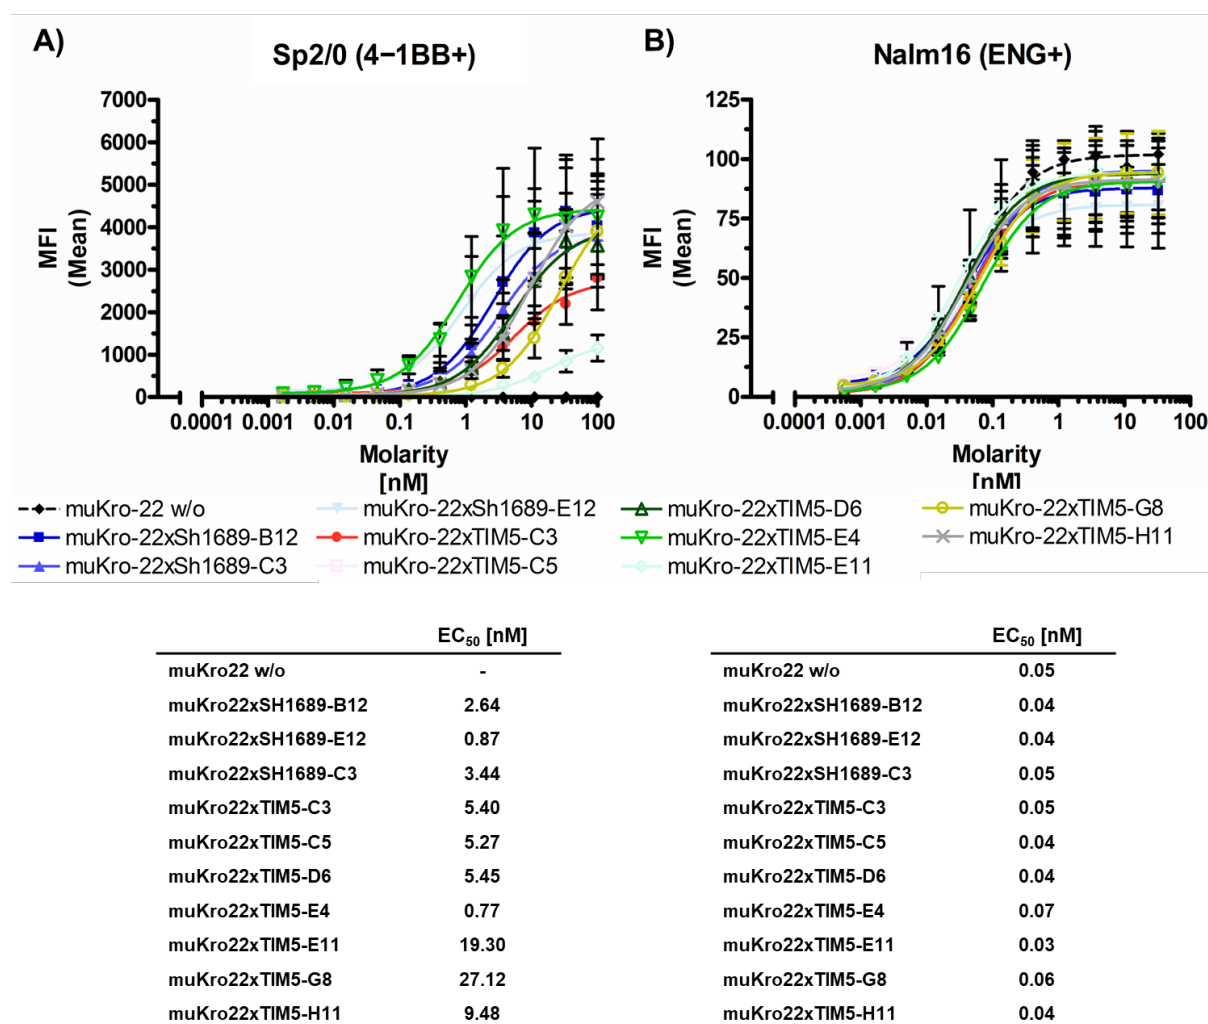 A)
Sp2/0 (4−1BB+)
7000
6000
5000
4000
3000
2000
1000
0
MFI
(Mean)
0.0001 0.001 0.01 0.1 1 10 100
Molarity
[nM]
B)
Nalm16 (ENG+)
125
100
75
50
25
0
MFI
(Mean)
0.0001 0.001 0.01 0.1 1 10 100
Molarity
[nM]
muKro-22 w/o muKro-22xSh1689-E12 muKro-22xTIM5-D6 muKro-22xTIM5-G8
muKro-22xSh1689-B12 muKro-22xTIM5-C3 muKro-22xTIM5-E4 muKro-22xTIM5-H11
muKro-22xSh1689-C3 muKro-22xTIM5-C5 muKro-22xTIM5-E11
EC50 [nM]
muKro22 w/o -
muKro22xSH1689-B12 2.64
muKro22xSH1689-E12 0.87
muKro22xSH1689-C3 3.44
muKro22xTIM5-C3 5.40
muKro22xTIM5-C5 5.27
muKro22xTIM5-D6 5.45
muKro22xTIM5-E4 0.77
muKro22xTIM5-E11 19.30
muKro22xTIM5-G8 27.12
muKro22xTIM5-H11 9.48
EC50 [nM]
muKro22 w/o 0.05
muKro22xSH1689-B12 0.04
muKro22xSH1689-E12 0.04
muKro22xSH1689-C3 0.05
muKro22xTIM5-C3 0.05
muKro22xTIM5-C5 0.04
muKro22xTIM5-D6 0.04
muKro22xTIM5-E4 0.07
muKro22xTIM5-E11 0.03
muKro22xTIM5-G8 0.06
muKro22xTIM5-H11 0.04